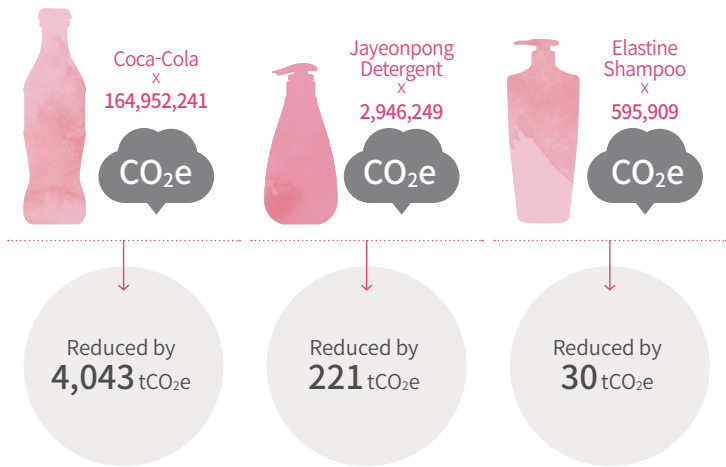 Coca-Cola
x
164,952,241
CO2e
Jayeonpong
Detergent
x
2,946,249
CO2e
Elastine
Shampoo
x
595,909
CO2e
Reduced by
4,043 tCO2e
Reduced by
221 tCO2e
Reduced by
30 tCO2e